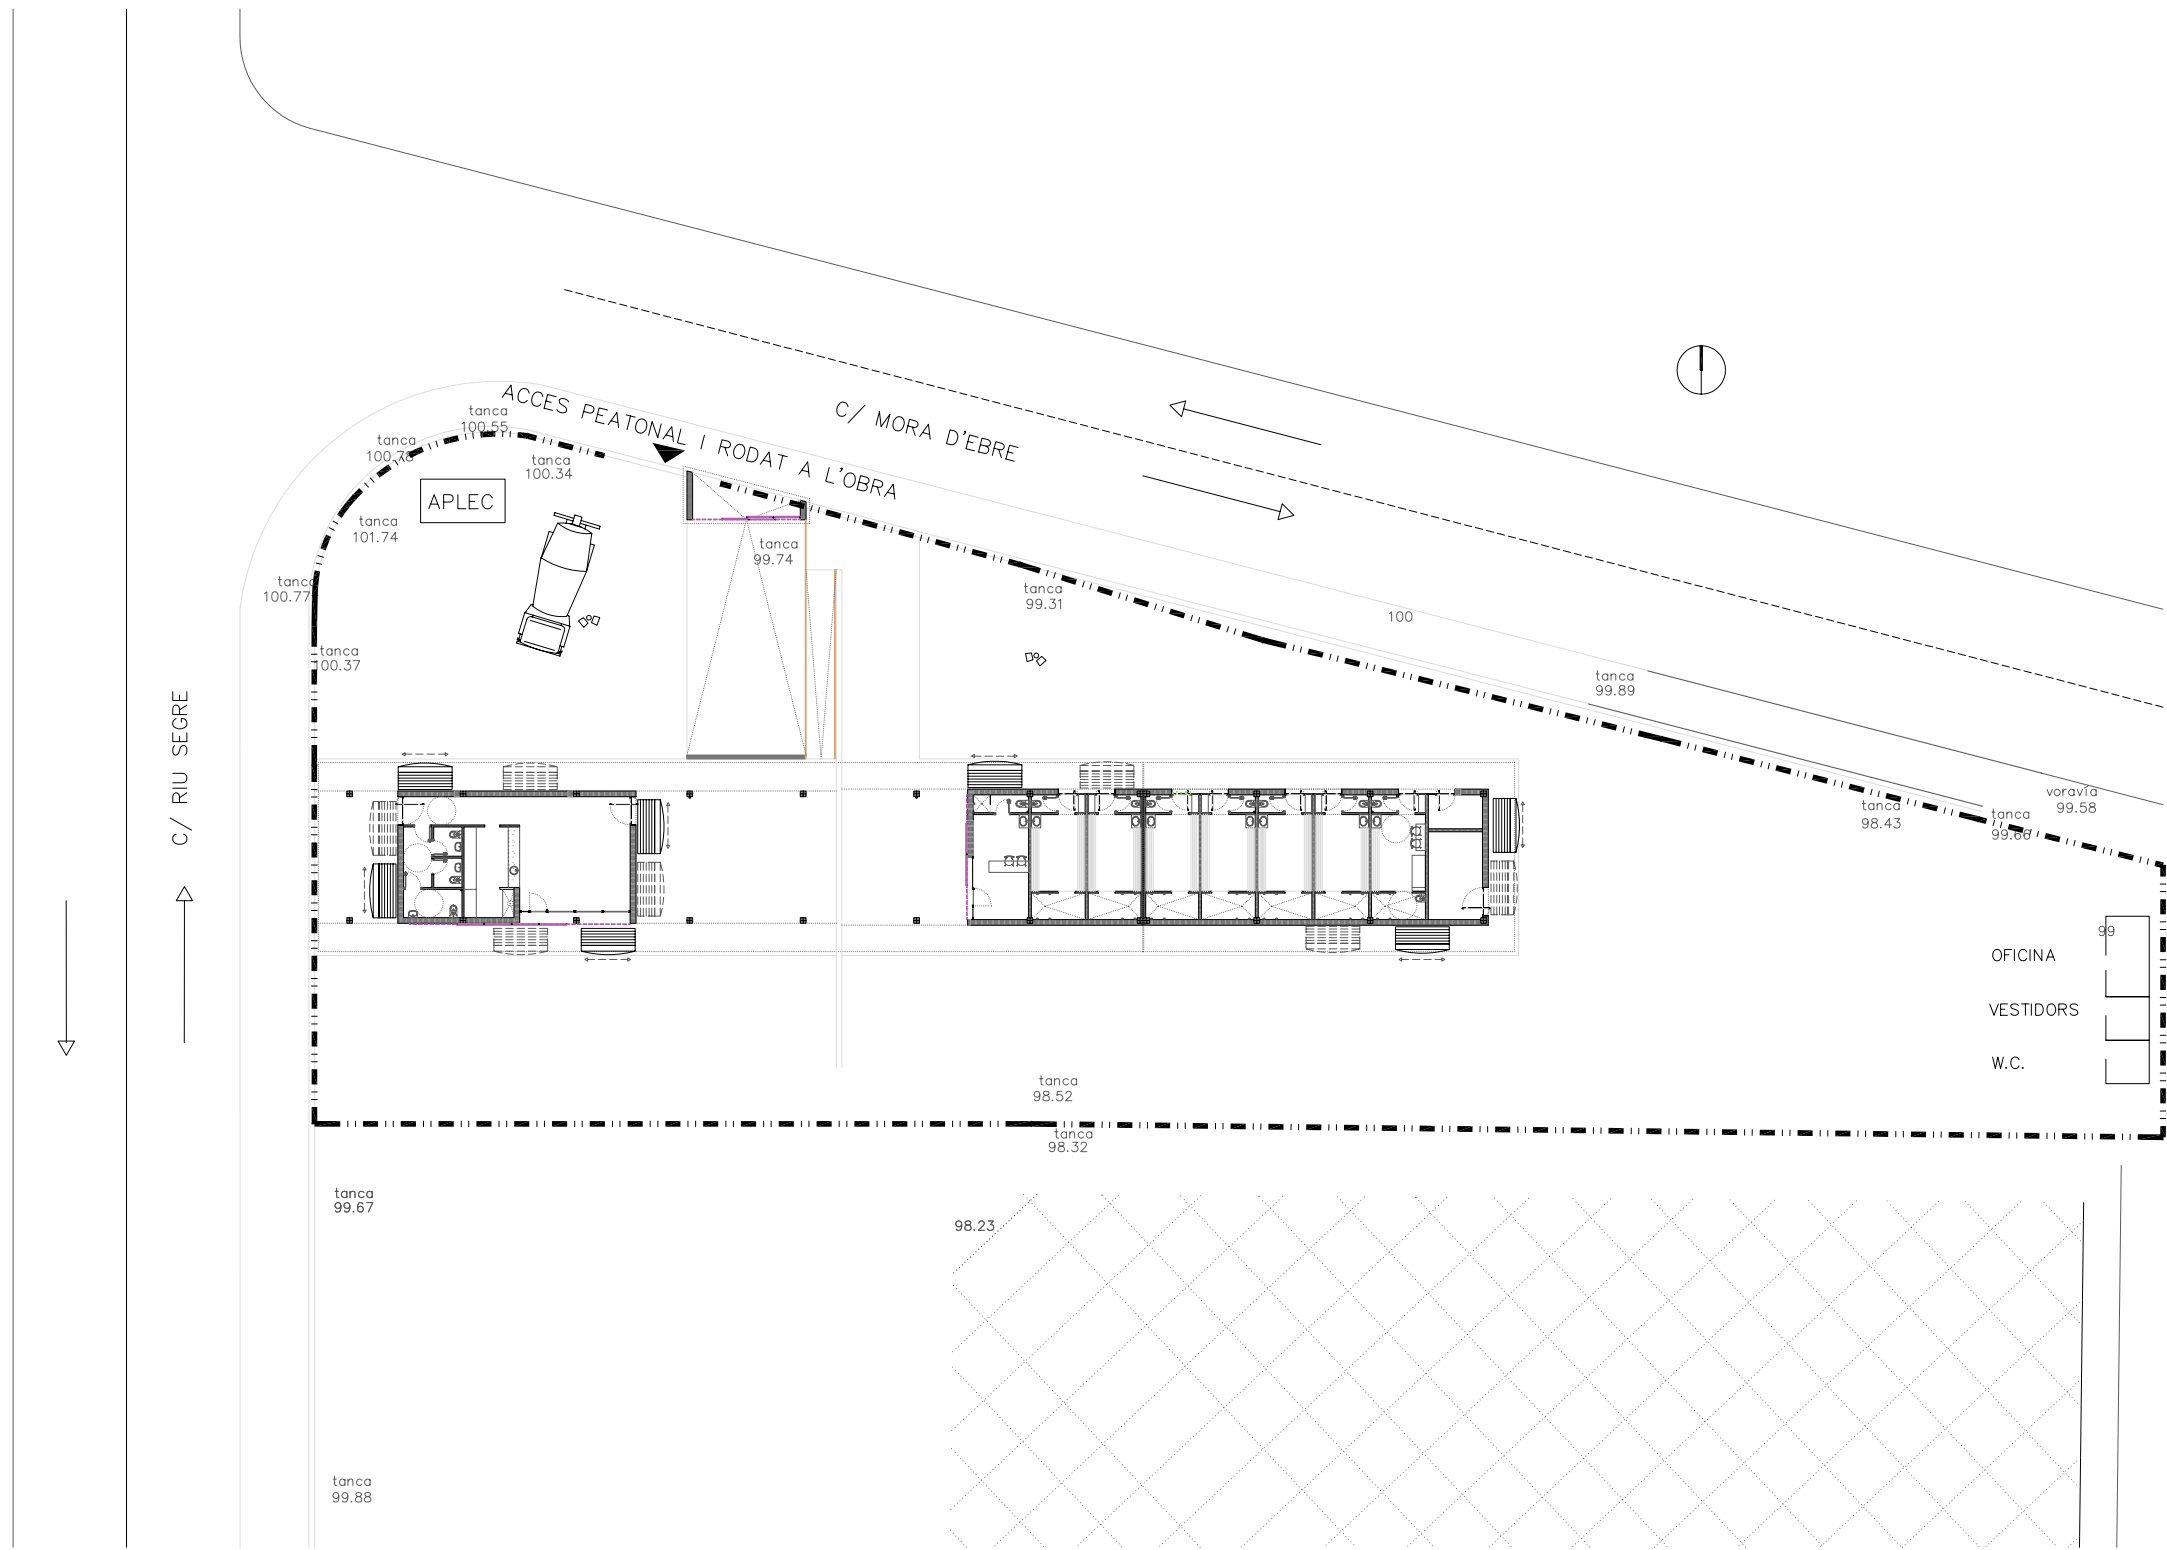 ACCES PEATONAL I RODAT A L'OBRA
C/ MORA D'EBRE
tanca
100.55
tanca
100.78
tanca
100.34
APLEC
tanca
101.74
tanca
99.74
tanca
100.77
tanca
99.31
100
tanca
100.37
tanca
99.89
C/ RIU SEGRE
voravia
99.58
tanca
98.43
tanca
99.66
99
OFICINA
VESTIDORS
W.C.
tanca
98.52
tanca
98.32
tanca
99.67
98.23
tanca
99.88